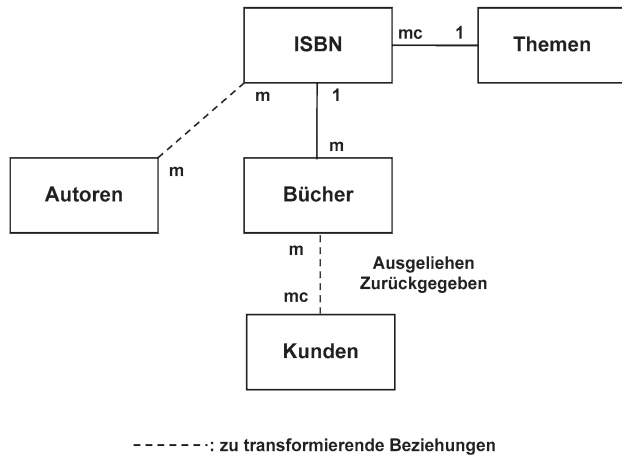 ISBN
mc
1
Themen
m
1
m
m
Autoren
Bücher
m
Ausgeliehen
Zurückgegeben
mc
Kunden
: zu transformierende Beziehungen